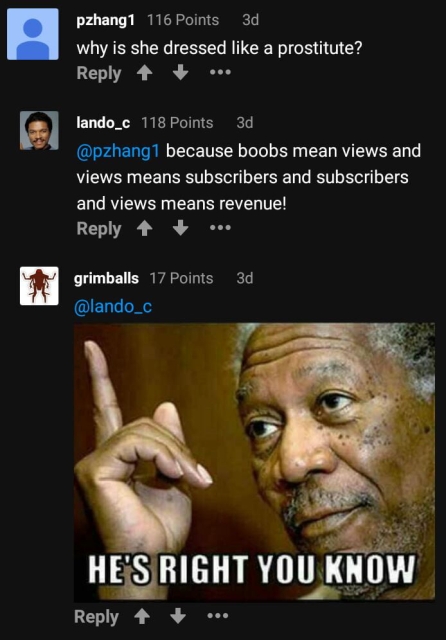 pzhang1 116 Points 3d
why is she dressed like a prostitute?
Reply
lando_c 118 Points 3d
@pzhang1 because boobs mean views and
views means subscribers and subscribers
and views means revenue!
Reply
grimballs 17 Points 3d
@lando_c
HE'S RIGHT YOU KNOW
Reply